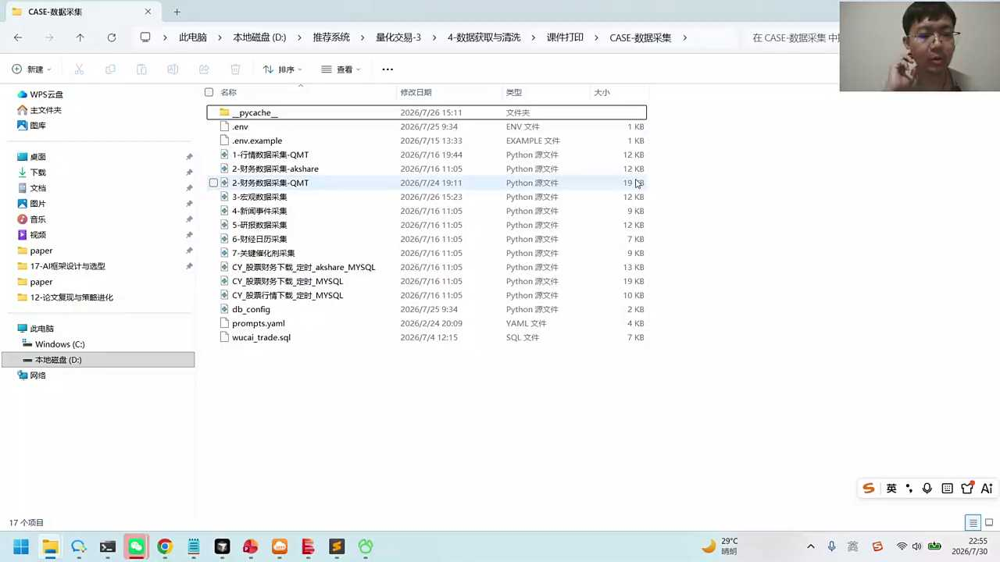 CASE-数据采集
此电脑 > 本地磁盘 (D:) > 推荐系统 > 量化交易-3 > 4-数据获取与清洗 > 课件打印 > CASE-数据采集 >
在 CASE-数据采集 中
新建
排序
查看
名称 修改日期 类型 大小
__pycache__ 2026/7/26 15:11 文件夹
.env 2026/7/25 9:34 ENV 文件 1 KB
.env.example 2026/7/15 13:33 EXAMPLE 文件 1 KB
1-行情数据采集-QMT 2026/7/16 19:44 Python 源文件 12 KB
2-财务数据采集-akshare 2026/7/16 11:05 Python 源文件 12 KB
2-财务数据采集-QMT 2026/7/24 19:11 Python 源文件 19 KB
3-宏观数据采集 2026/7/26 15:23 Python 源文件 12 KB
4-新闻事件采集 2026/7/16 11:05 Python 源文件 9 KB
5-研报数据采集 2026/7/16 11:05 Python 源文件 12 KB
6-财经日历采集 2026/7/16 11:05 Python 源文件 7 KB
7-关键催化剂采集 2026/7/16 11:05 Python 源文件 9 KB
CY_股票财务下载_定时_akshare_MYSQL 2026/7/16 11:05 Python 源文件 13 KB
CY_股票财务下载_定时_MYSQL 2026/7/16 11:05 Python 源文件 19 KB
CY_股票行情下载_定时_MYSQL 2026/7/16 11:05 Python 源文件 10 KB
db_config 2026/7/25 9:34 Python 源文件 2 KB
prompts.yaml 2026/2/24 20:09 YAML 文件 4 KB
wucai_trade.sql 2026/7/4 12:15 SQL 文件 7 KB
WPS云盘
主文件夹
图库
桌面
下载
文档
图片
音乐
视频
paper
17-AI框架设计与选型
paper
12-论文复现与策略进化
此电脑
Windows (C:)
本地磁盘 (D:)
网络
英
Ai
17 个项目
29°C
晴朗
英
22:55
2026/7/30